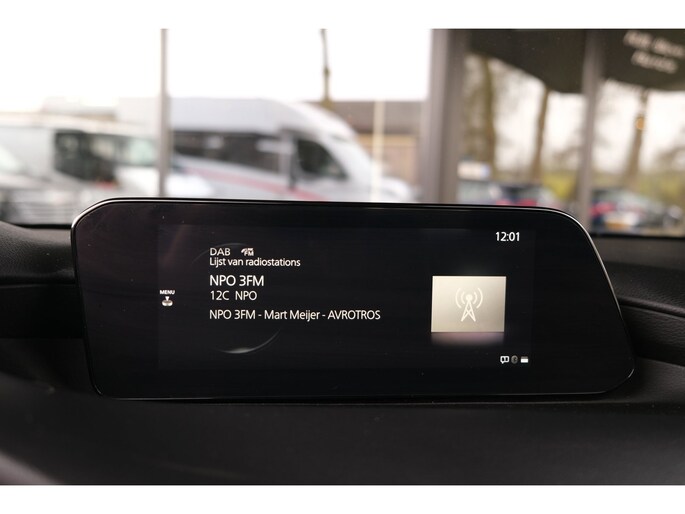 12:01
DAB
Lijst van radiostations
NPO 3FM
12C NPO
NPO 3FM - Mart Meijer - AVROTROS
MENU